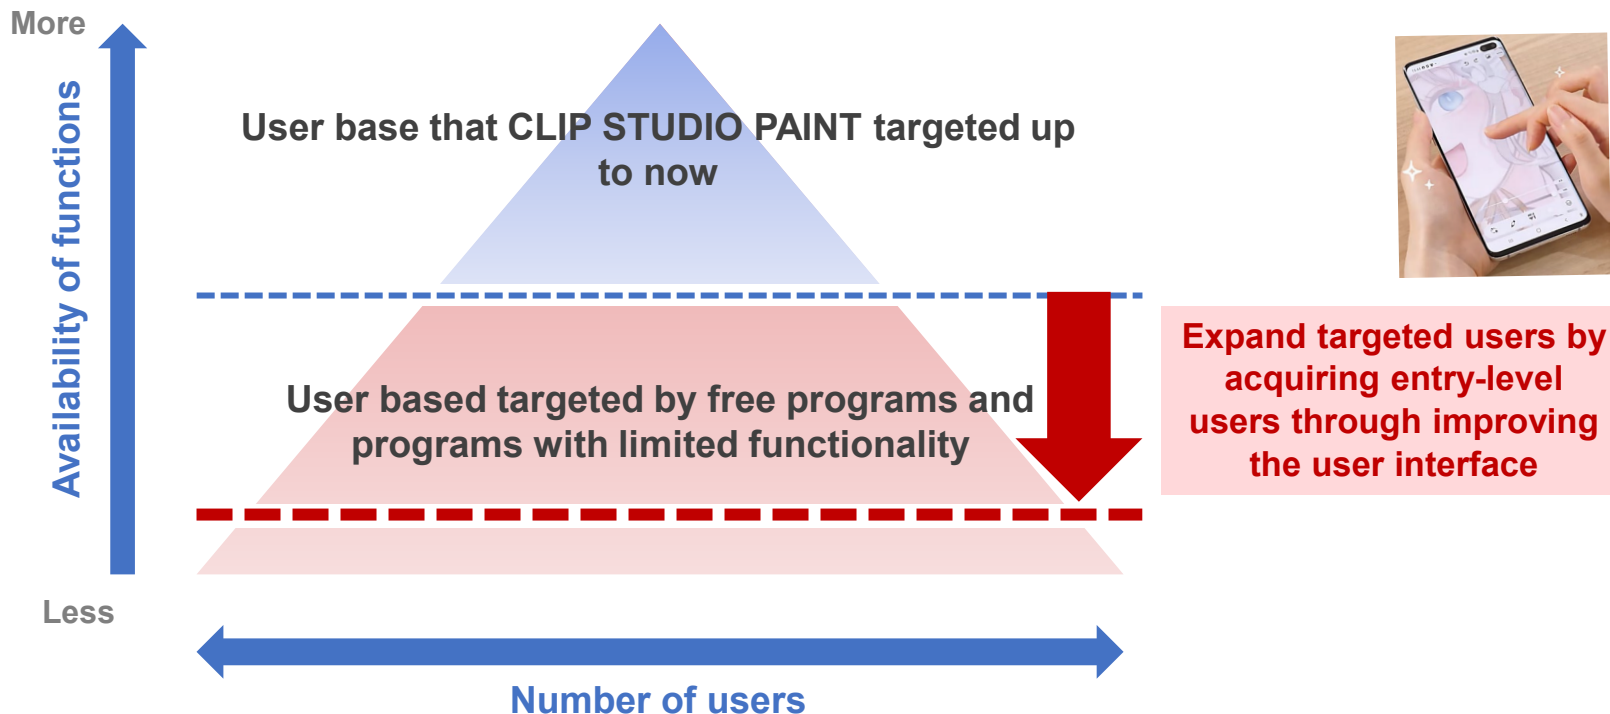 More
Availability of functions
User base that CLIP STUDIO PAINT targeted up
to now
User based targeted by free programs and
programs with limited functionality
Expand targeted users by
acquiring entry-level
users through improving
the user interface
Less
Number of users